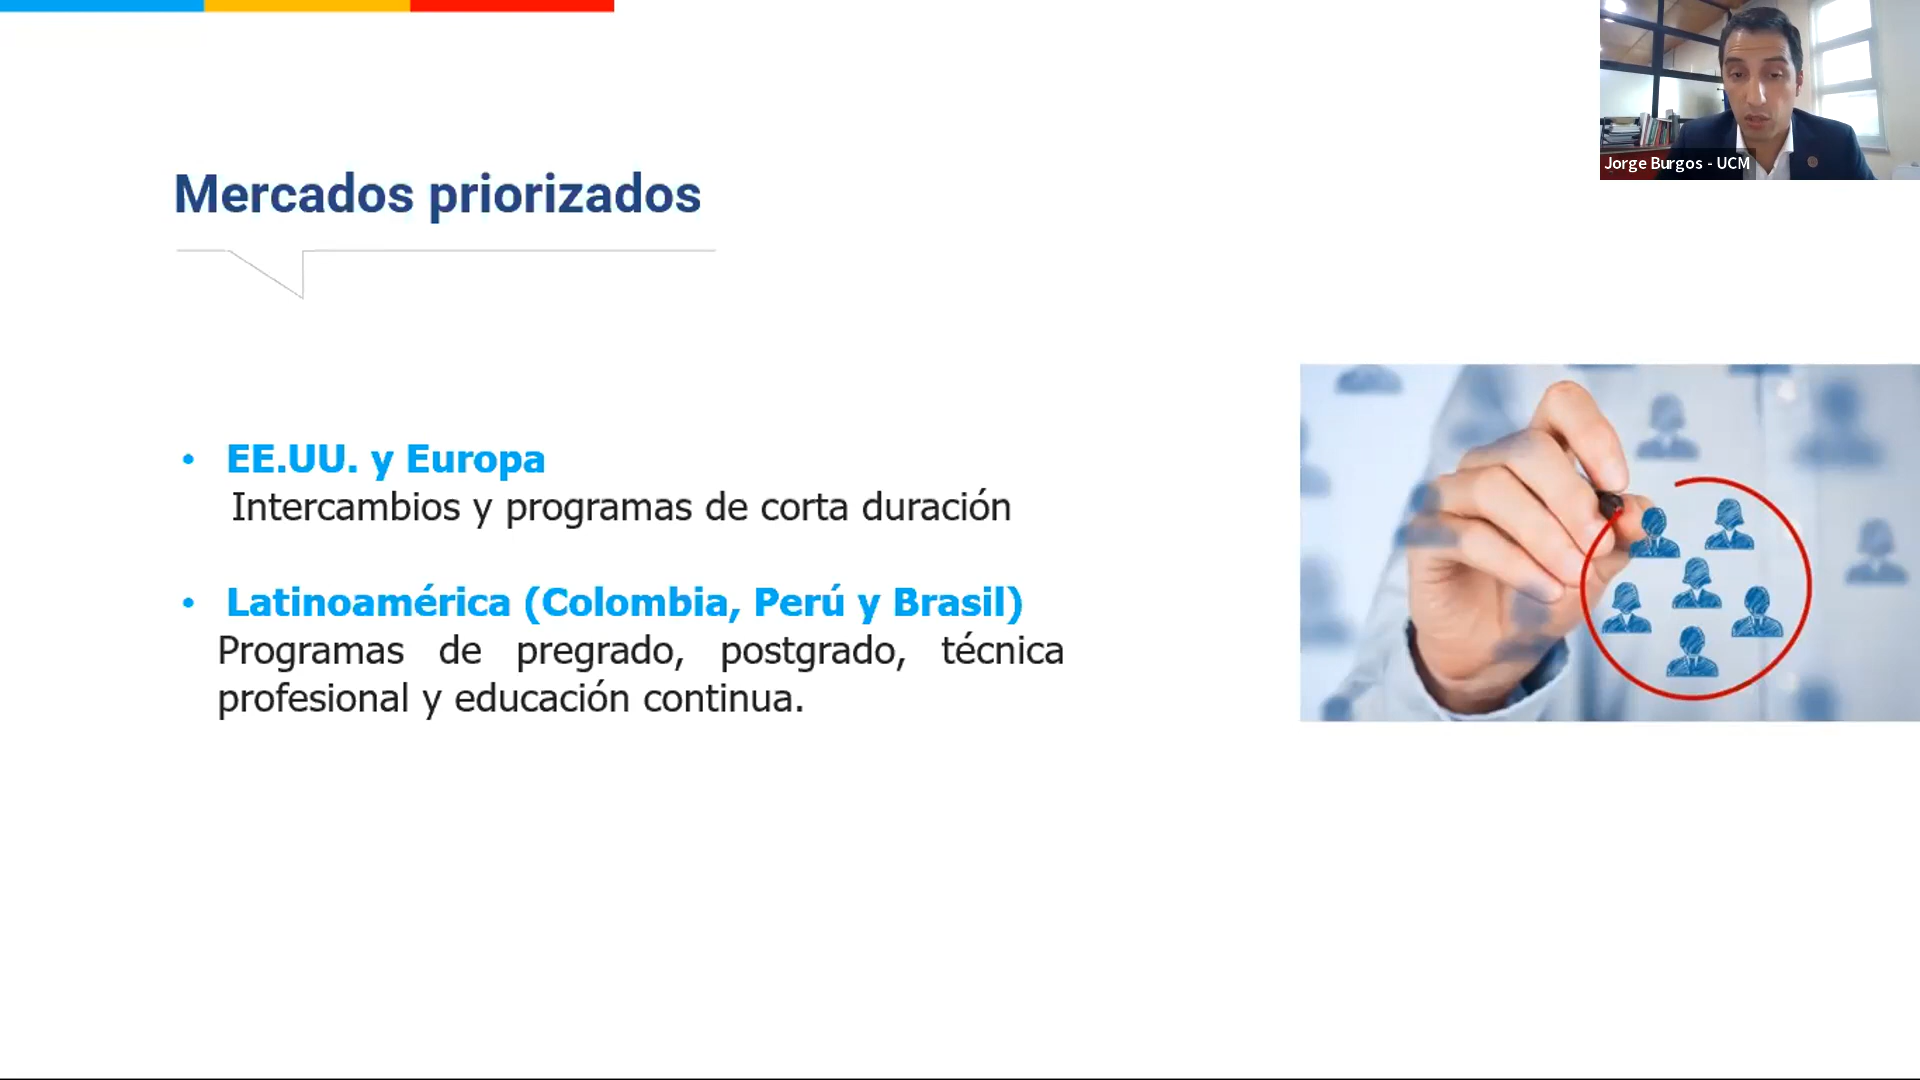 Jorge Burgos - UCM
Mercados priorizados
• EE.UU. y Europa
Intercambios y programas de corta duración
• Latinoamérica (Colombia, Perú y Brasil)
Programas de pregrado, postgrado, técnica
profesional y educación continua.